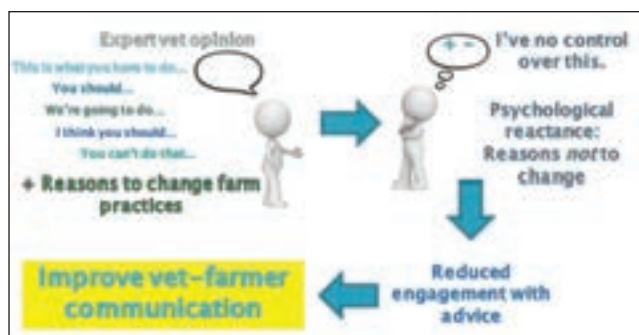 Expert vet opinion
This is what you have to do...
You should...
We're going to do...
I think you should...
You can't do that...
+ Reasons to change farm
practices
+ -
I've no control
over this.
Psychological
reactance:
Reasons not to
change
Reduced
engagement with
advice
Improve vet-farmer
communication